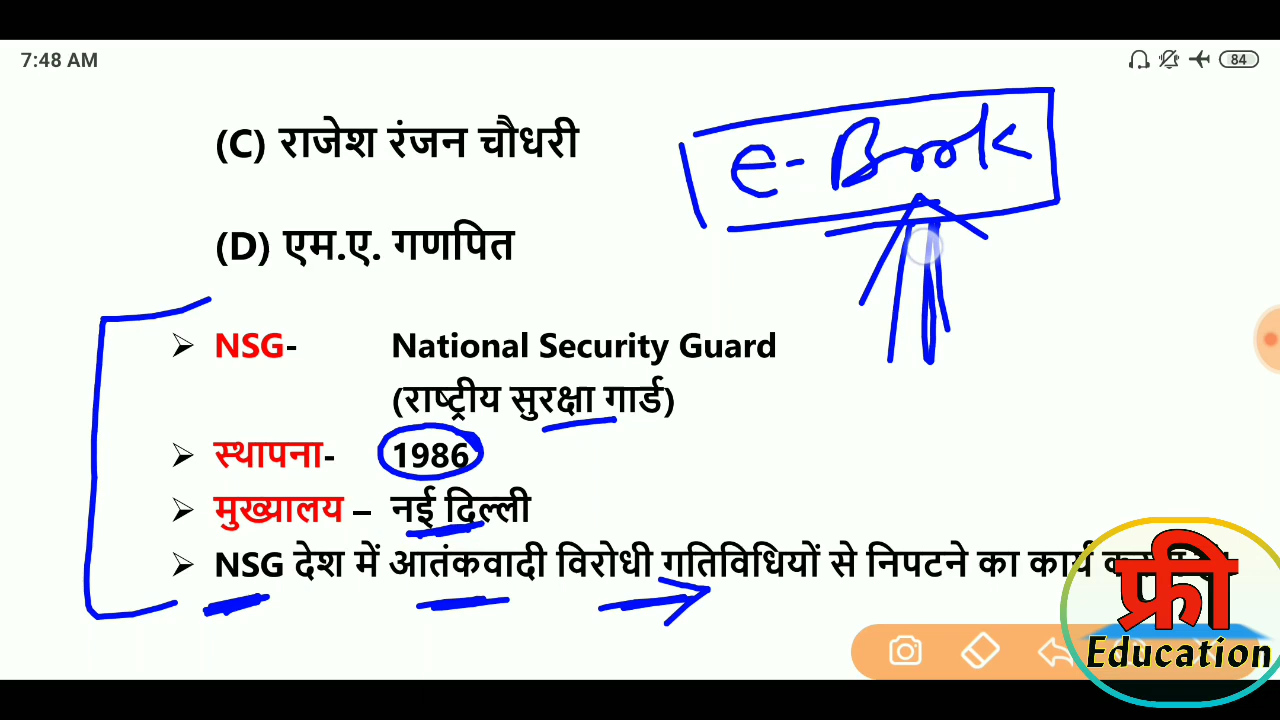 7:48 AM
84
(C) राजेश रंजन चौधरी
e-Book
(D) एम.ए. गणपित
➢ NSG- National Security Guard
(राष्ट्रीय सुरक्षा गार्ड)
➢ स्थापना- 1986
➢ मुख्यालय – नई दिल्ली
➢ NSG देश में आतंकवादी विरोधी गतिविधियों से निपटने का कार्य
फ्री
Education